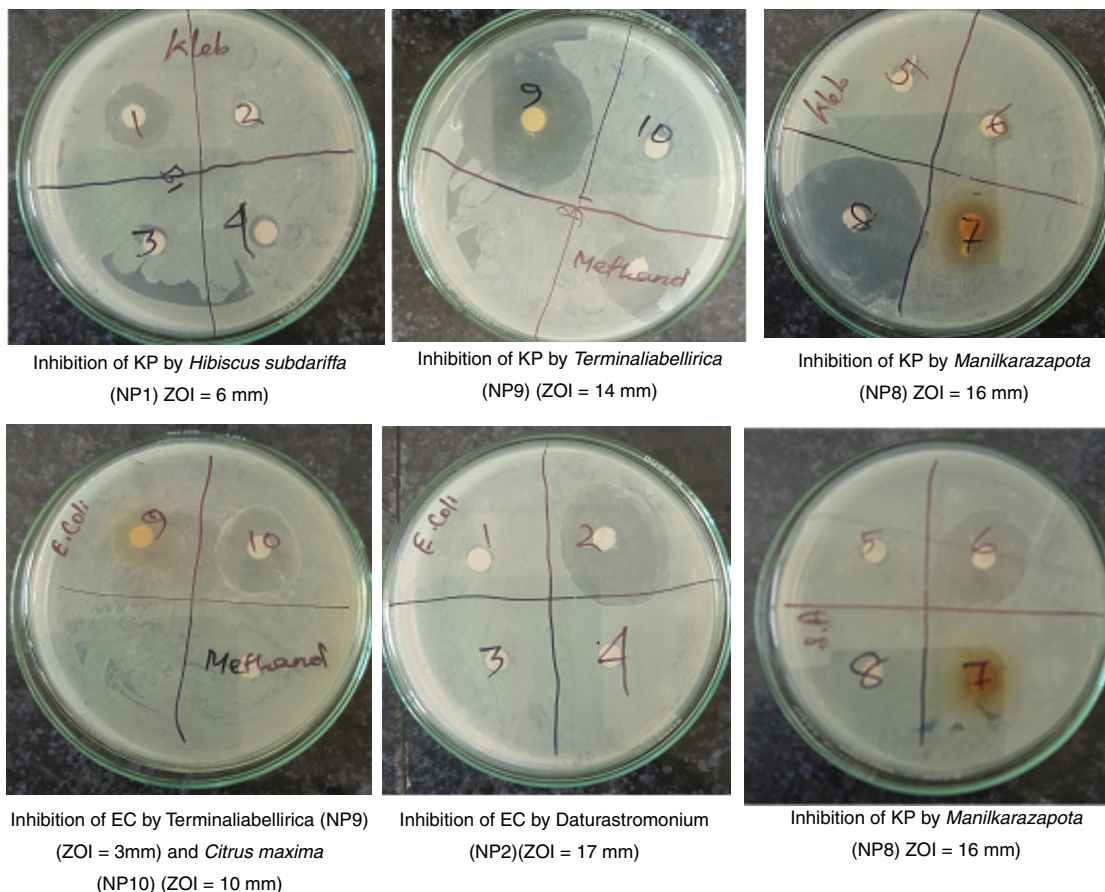 Kleb
1
2
3
4
9
10
Methanol
Kleb
5
6
8
7
Inhibition of KP by Hibiscus subdariffa
(NP1) ZOI = 6 mm)
Inhibition of KP by Terminaliabellirica
(NP9) (ZOI = 14 mm)
Inhibition of KP by Manilkarazapota
(NP8) ZOI = 16 mm)
E.Coli
9
10
Methanol
E.Coli
1
2
3
4
5
6
S.A
8
7
Inhibition of EC by Terminaliabellirica (NP9)
(ZOI = 3mm) and Citrus maxima
(NP10) (ZOI = 10 mm)
Inhibition of EC by Daturastromonium
(NP2)(ZOI = 17 mm)
Inhibition of KP by Manilkarazapota
(NP8) ZOI = 16 mm)